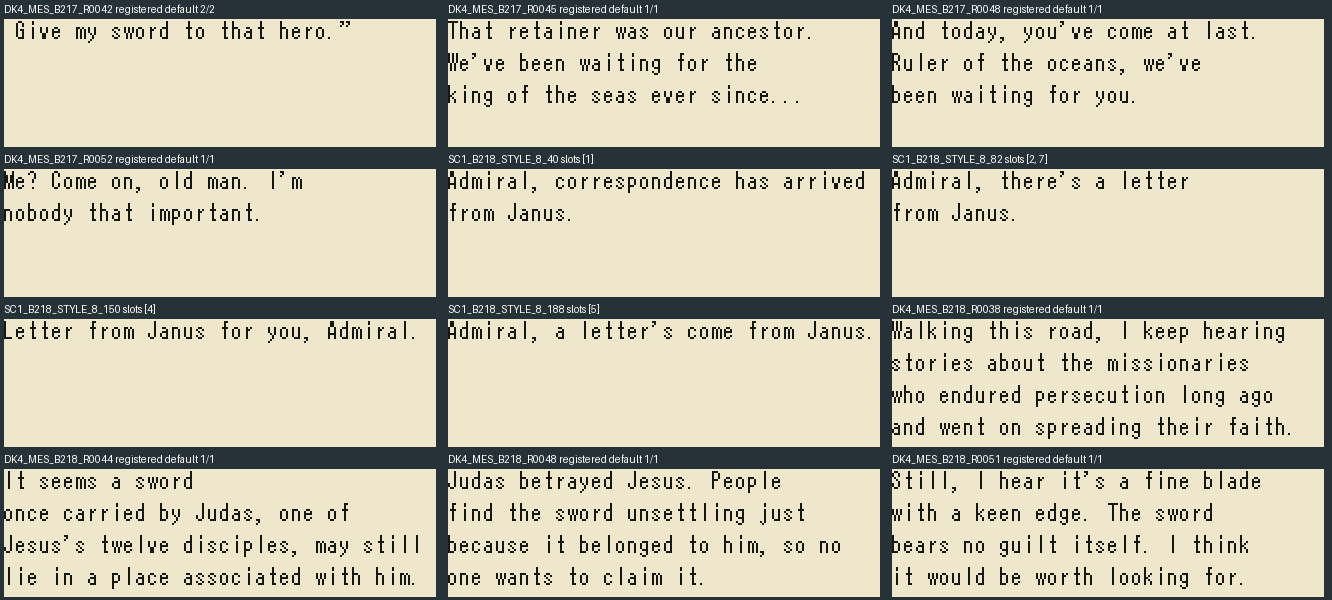 DK4_MES_B217_R0042 registered default 2/2
Give my sword to that hero.”
DK4_MES_B217_R0045 registered default 1/1
That retainer was our ancestor.
We’ve been waiting for the
king of the seas ever since...
DK4_MES_B217_R0048 registered default 1/1
And today, you’ve come at last.
Ruler of the oceans, we’ve
been waiting for you.
DK4_MES_B217_R0052 registered default 1/1
Me? Come on, old man. I’m
nobody that important.
SC1_B218_STYLE_8_40 slots [1]
Admiral, correspondence has arrived
from Janus.
SC1_B218_STYLE_8_82 slots [2, 7]
Admiral, there’s a letter
from Janus.
SC1_B218_STYLE_8_150 slots [4]
Letter from Janus for you, Admiral.
SC1_B218_STYLE_8_188 slots [5]
Admiral, a letter’s come from Janus.
DK4_MES_B218_R0038 registered default 1/1
Walking this road, I keep hearing
stories about the missionaries
who endured persecution long ago
and went on spreading their faith.
DK4_MES_B218_R0044 registered default 1/1
It seems a sword
once carried by Judas, one of
Jesus’s twelve disciples, may still
lie in a place associated with him.
DK4_MES_B218_R0048 registered default 1/1
Judas betrayed Jesus. People
find the sword unsettling just
because it belonged to him, so no
one wants to claim it.
DK4_MES_B218_R0051 registered default 1/1
Still, I hear it’s a fine blade
with a keen edge. The sword
bears no guilt itself. I think
it would be worth looking for.